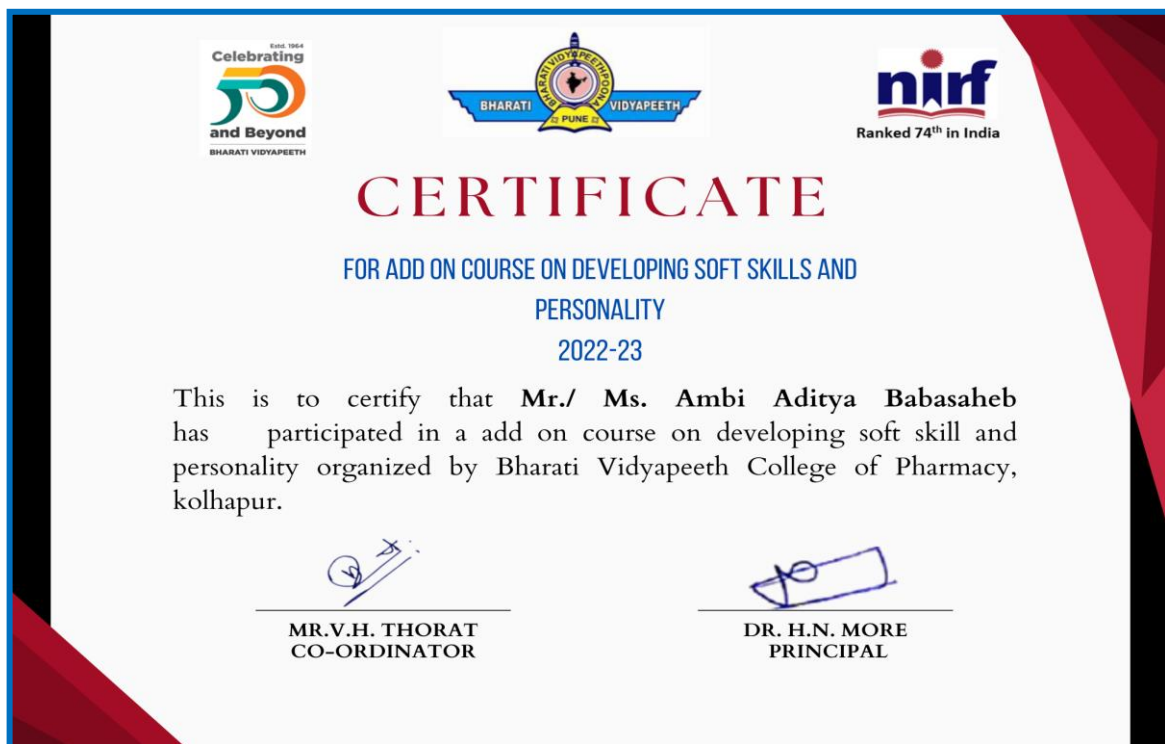 Estd. 1964
Celebrating
50
and Beyond
BHARATI VIDYAPEETH
BHARATI VIDYAPEETH POONA
BHARATI VIDYAPEETH
PUNE
nirf
Ranked 74th in India
CERTIFICATE
FOR ADD ON COURSE ON DEVELOPING SOFT SKILLS AND
PERSONALITY
2022-23
This is to certify that Mr./ Ms. Ambi Aditya Babasaheb
has participated in a add on course on developing soft skill and
personality organized by Bharati Vidyapeeth College of Pharmacy,
kolhapur.
MR.V.H. THORAT
CO-ORDINATOR
DR. H.N. MORE
PRINCIPAL